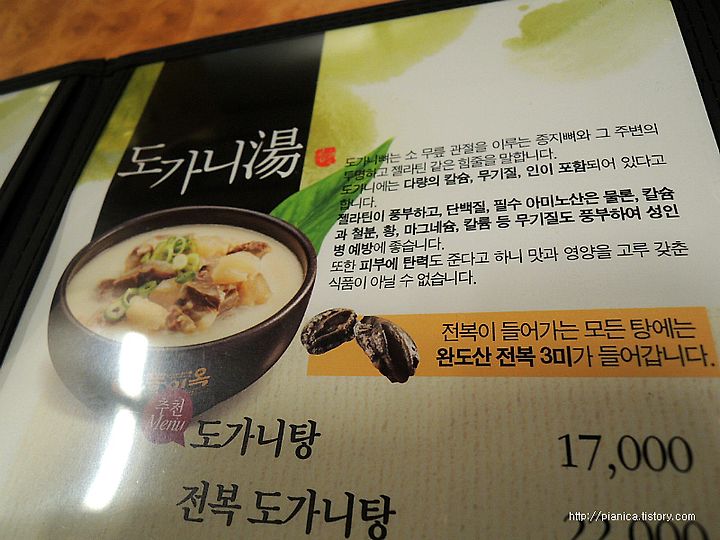 도가니湯
도가니뼈는 소 무릎 관절을 이루는 종지뼈와 그 주변의
투명하고 젤라틴 같은 힘줄을 말합니다.
도가니에는 다량의 칼슘, 무기질, 인이 포함되어 있다고
합니다.
젤라틴이 풍부하고, 단백질, 필수 아미노산은 물론, 칼슘
과 철분, 황, 마그네슘, 칼륨 등 무기질도 풍부하여 성인
병 예방에 좋습니다.
또한 피부에 탄력도 준다고 하니 맛과 영양을 고루 갖춘
식품이 아닐 수 없습니다.
전복이 들어가는 모든 탕에는
완도산 전복 3미가 들어갑니다.
추천
Menu
도가니탕 17,000
전복 도가니탕 22,000
http://pianica.tistory.com